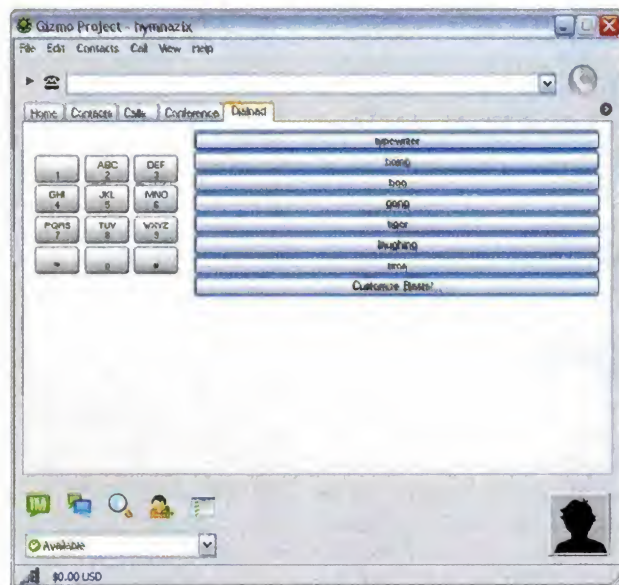 Gizmo Project - hymnazix
File Edit Contacts Call View Help
Home Contacts Calls Conference Dialpad
typewriter
boing
boo
gong
1 ABC 2 DEF 3
tiger
GHI 4 JKL 5 MNO 6
laughing
PQRS 7 TUV 8 WXYZ 9
* 0 #
Customize Blasts!...
IM
Available
$0.00 USD